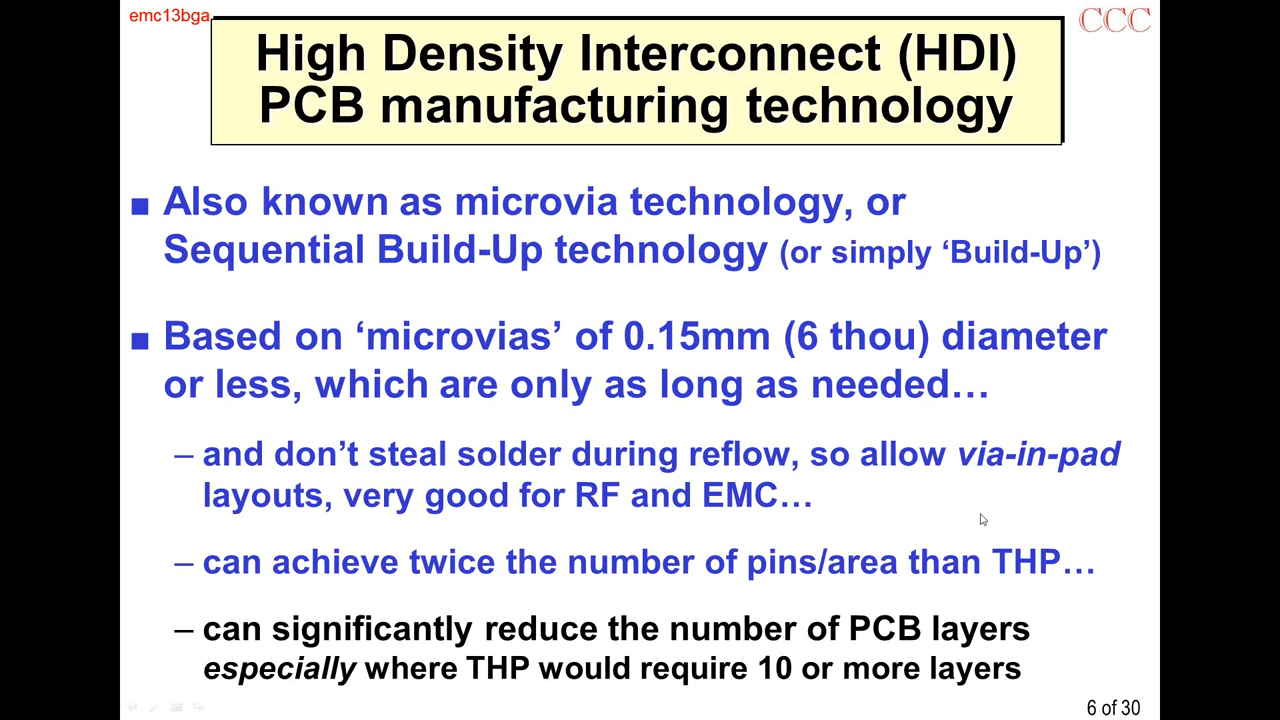 emc13bga
CCC
High Density Interconnect (HDI)
PCB manufacturing technology
■ Also known as microvia technology, or
Sequential Build-Up technology (or simply ‘Build-Up’)
■ Based on ‘microvias’ of 0.15mm (6 thou) diameter
or less, which are only as long as needed…
– and don’t steal solder during reflow, so allow via-in-pad
layouts, very good for RF and EMC…
– can achieve twice the number of pins/area than THP…
– can significantly reduce the number of PCB layers
especially where THP would require 10 or more layers
6 of 30